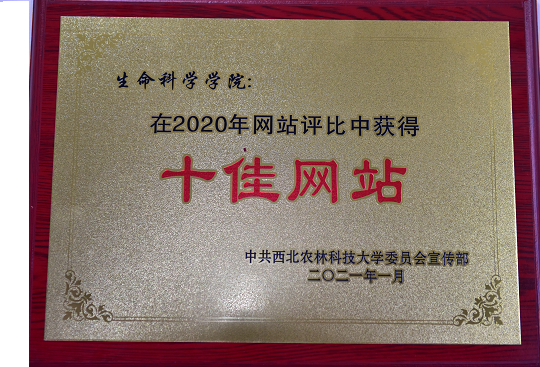 生命科学学院:
在2020年网站评比中获得
十佳网站
中共西北农林科技大学委员会宣传部
二〇二一年一月